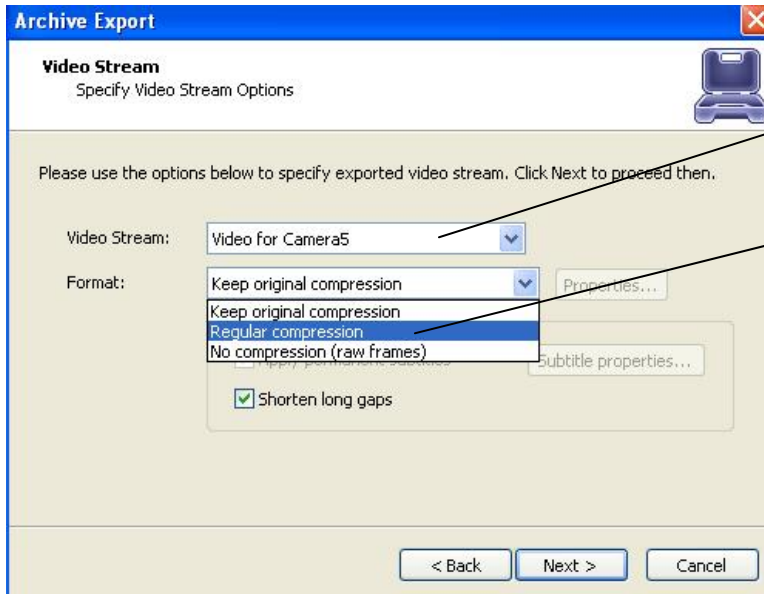 Archive Export
Video Stream
Specify Video Stream Options
Please use the options below to specify exported video stream. Click Next to proceed then.
Video Stream: Video for Camera5
Format: Keep original compression Properties...
Keep original compression
Regular compression
No compression (raw frames)
Subtitle properties...
Shorten long gaps
< Back Next > Cancel